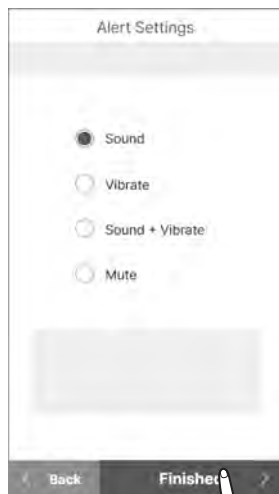 Alert Settings
Sound
Vibrate
Sound + Vibrate
Mute
Back
Finished